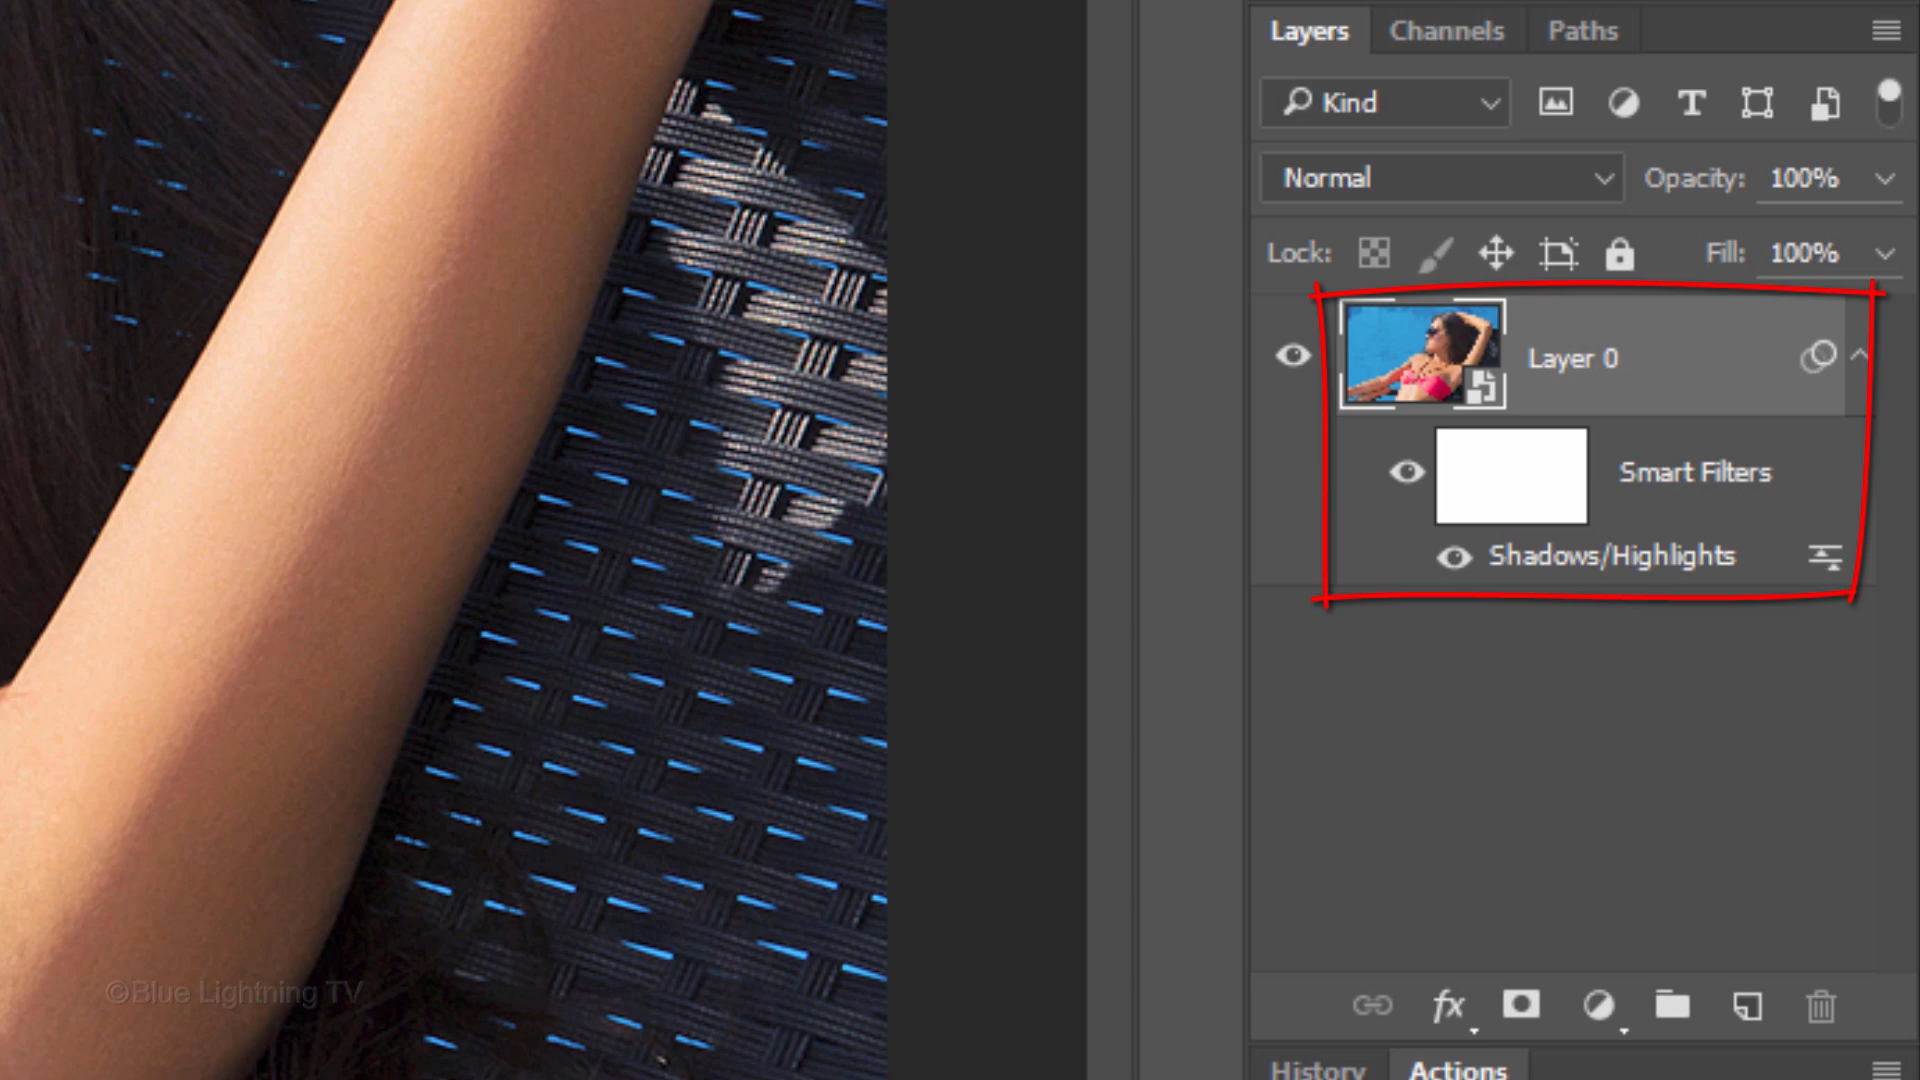 Layers Channels Paths
Kind
Normal Opacity: 100%
Lock: Fill: 100%
Layer 0
Smart Filters
Shadows/Highlights
©Blue Lightning TV
fx
History Actions